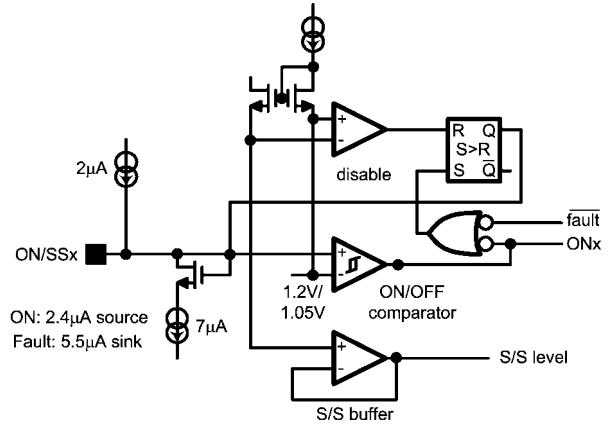 2µA
disable
R Q
S>R
S Q̅
f̅a̅u̅l̅t̅
ONx
ON/SSx
1.2V/
1.05V
ON/OFF
comparator
ON: 2.4µA source
Fault: 5.5µA sink
7µA
+
-
+
-
+
-
S/S level
S/S buffer